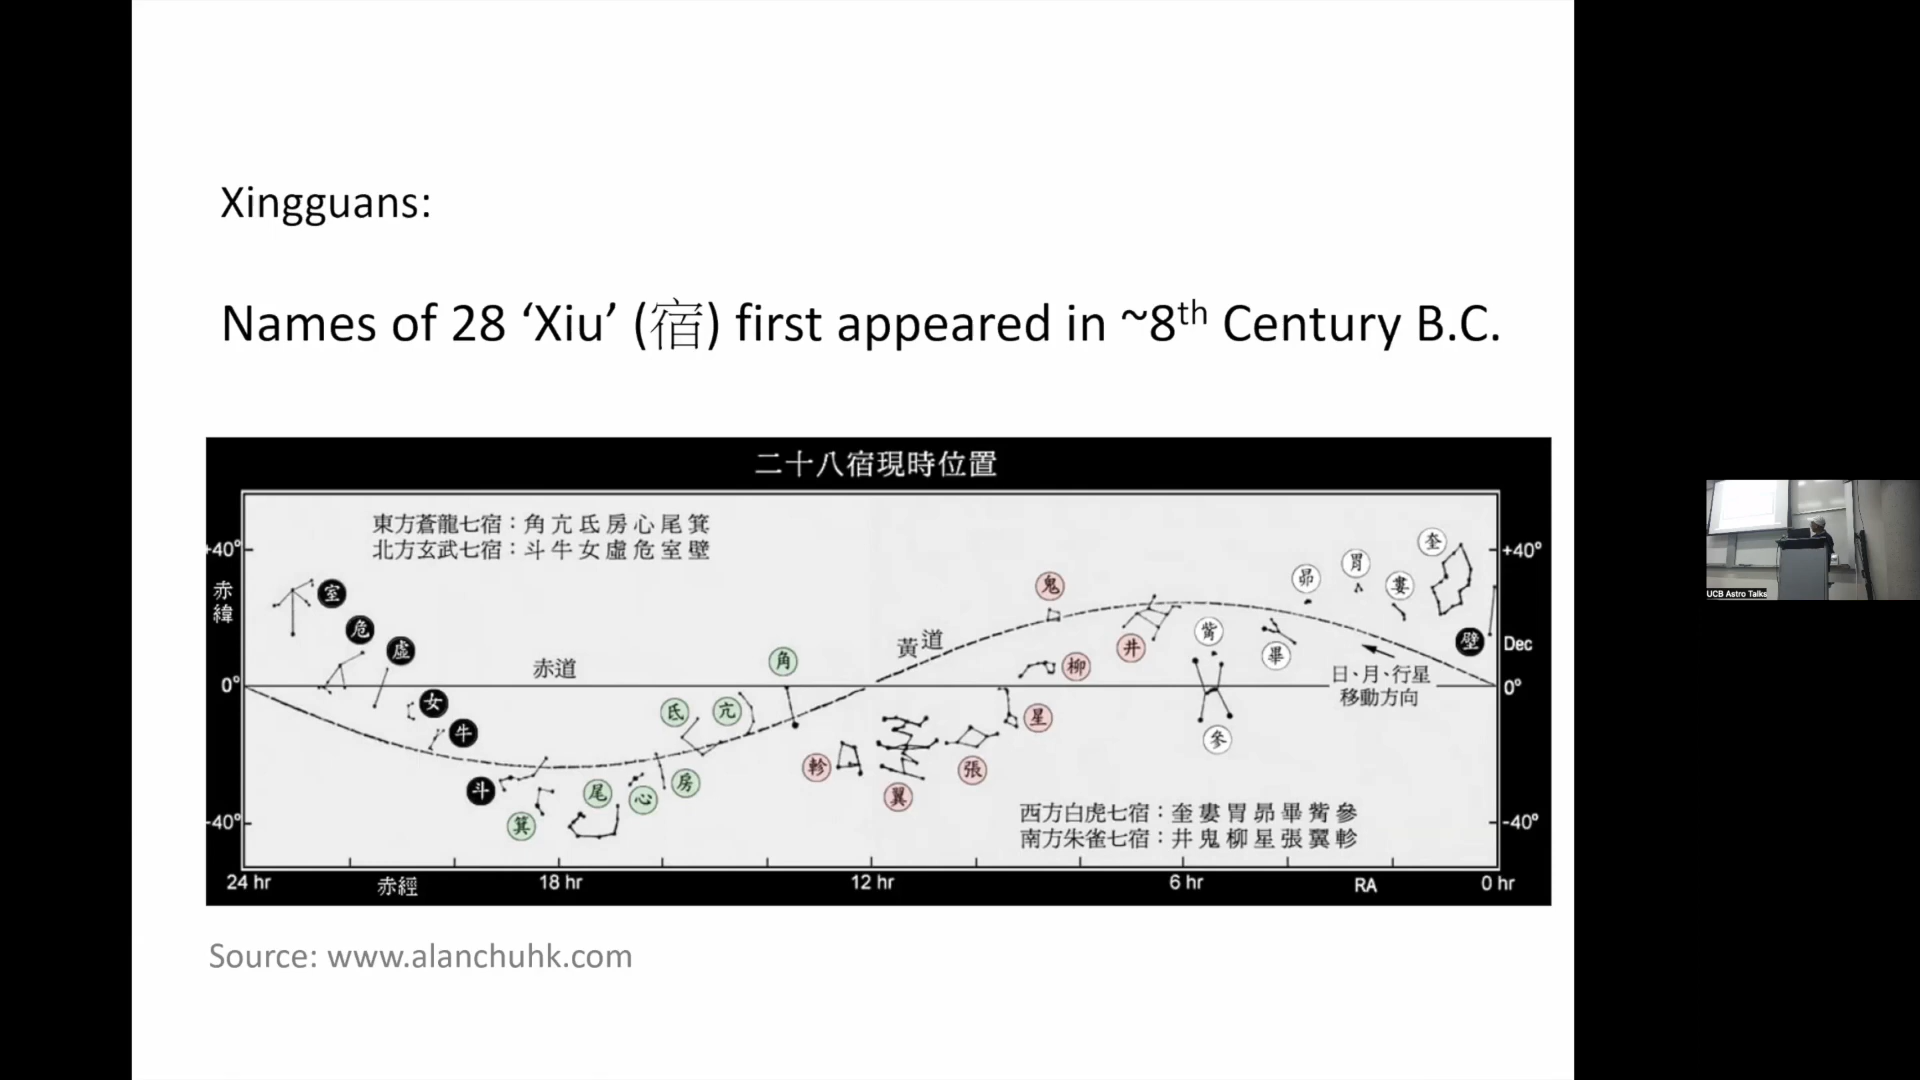 Xingguans:
Names of 28 ‘Xiu’ (宿) first appeared in ~8th Century B.C.
二十八宿現時位置
東方蒼龍七宿：角亢氐房心尾箕
北方玄武七宿：斗牛女虛危室壁
+40º
+40º
赤緯
室
危
虛
女
牛
斗
箕
尾
心
房
氐
亢
角
赤道
黃道
軫
翼
張
星
柳
鬼
井
參
觜
畢
昴
胃
婁
奎
壁
Dec
0º
0º
日、月、行星
移動方向
西方白虎七宿：奎婁胃昴畢觜參
南方朱雀七宿：井鬼柳星張翼軫
-40º
-40º
24 hr
赤經
18 hr
12 hr
6 hr
RA
0 hr
Source: www.alanchuhk.com
UCB Astro Talks